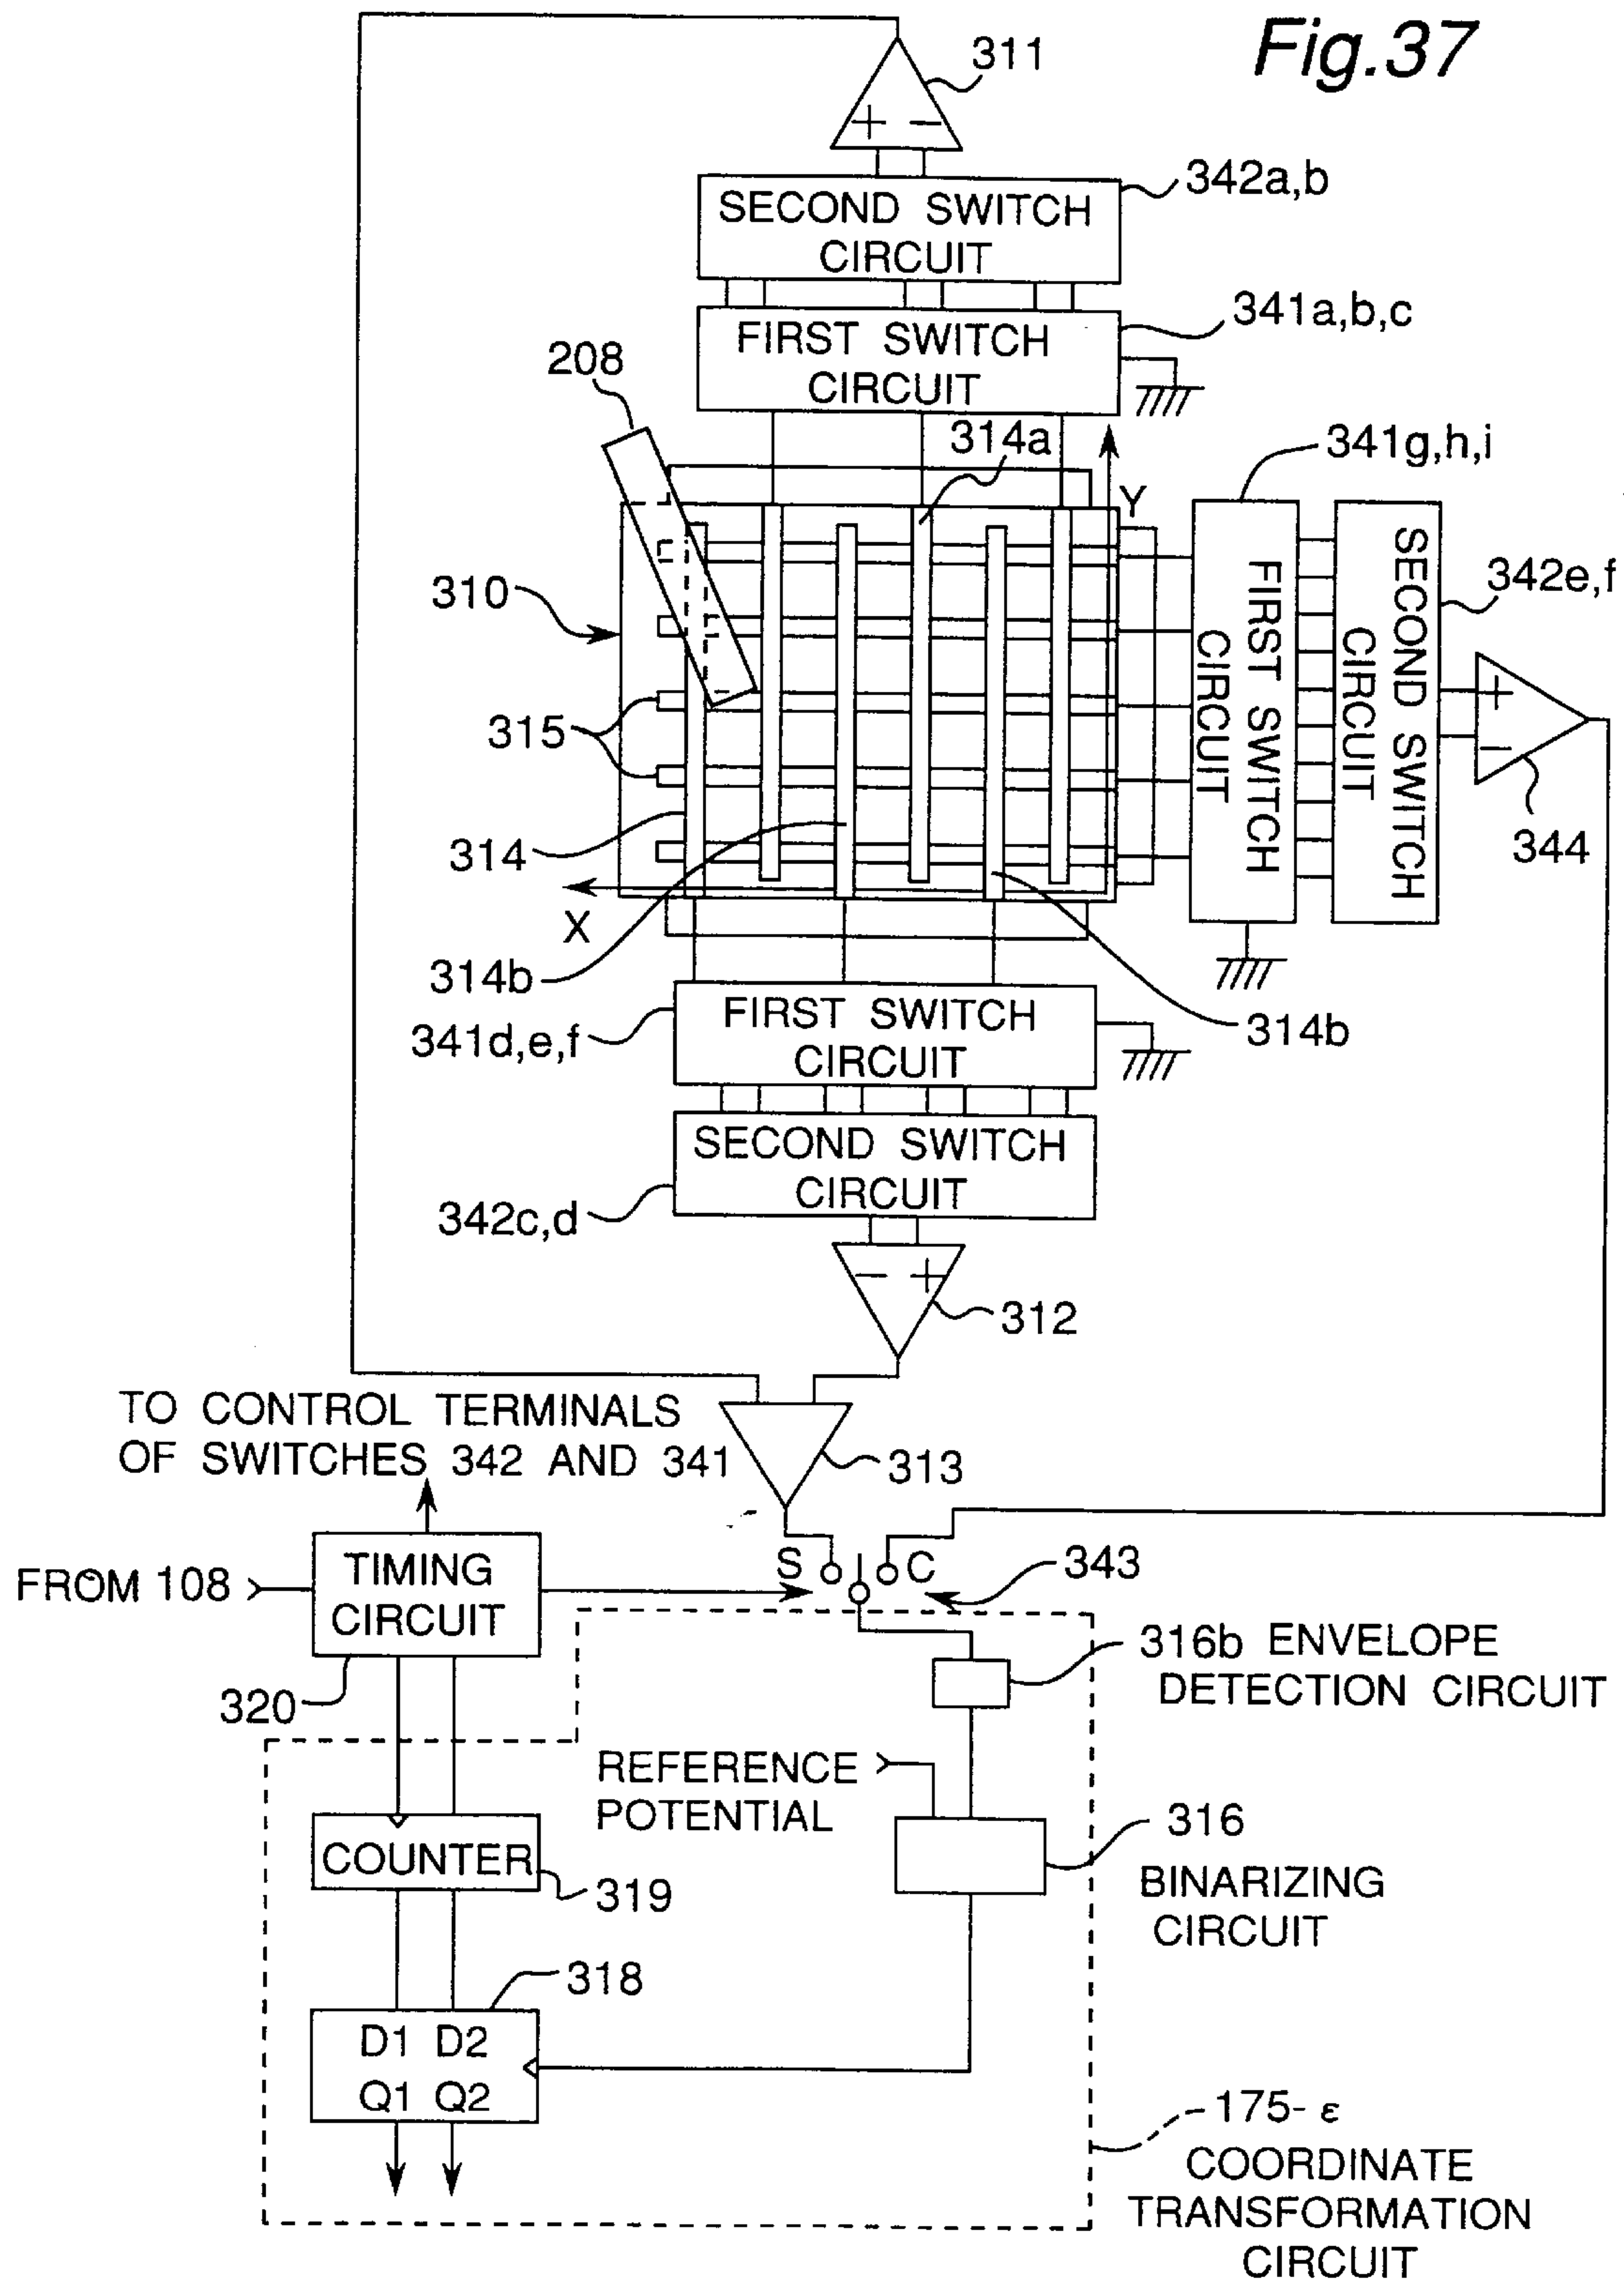 Fig.37
311
+ −
342a,b
SECOND SWITCH
CIRCUIT
341a,b,c
FIRST SWITCH
CIRCUIT
208
314a
341g,h,i
Y
310
FIRST SWITCH
CIRCUIT
SECOND SWITCH
CIRCUIT
342e,f
+
−
344
315
314
X
314b
314b
FIRST SWITCH
CIRCUIT
341d,e,f
SECOND SWITCH
CIRCUIT
342c,d
− +
312
TO CONTROL TERMINALS
OF SWITCHES 342 AND 341
313
FROM 108
TIMING
CIRCUIT
S C
343
320
316b ENVELOPE
DETECTION CIRCUIT
REFERENCE
POTENTIAL
316
BINARIZING
CIRCUIT
COUNTER
319
318
D1 D2
Q1 Q2
175-ε
COORDINATE
TRANSFORMATION
CIRCUIT